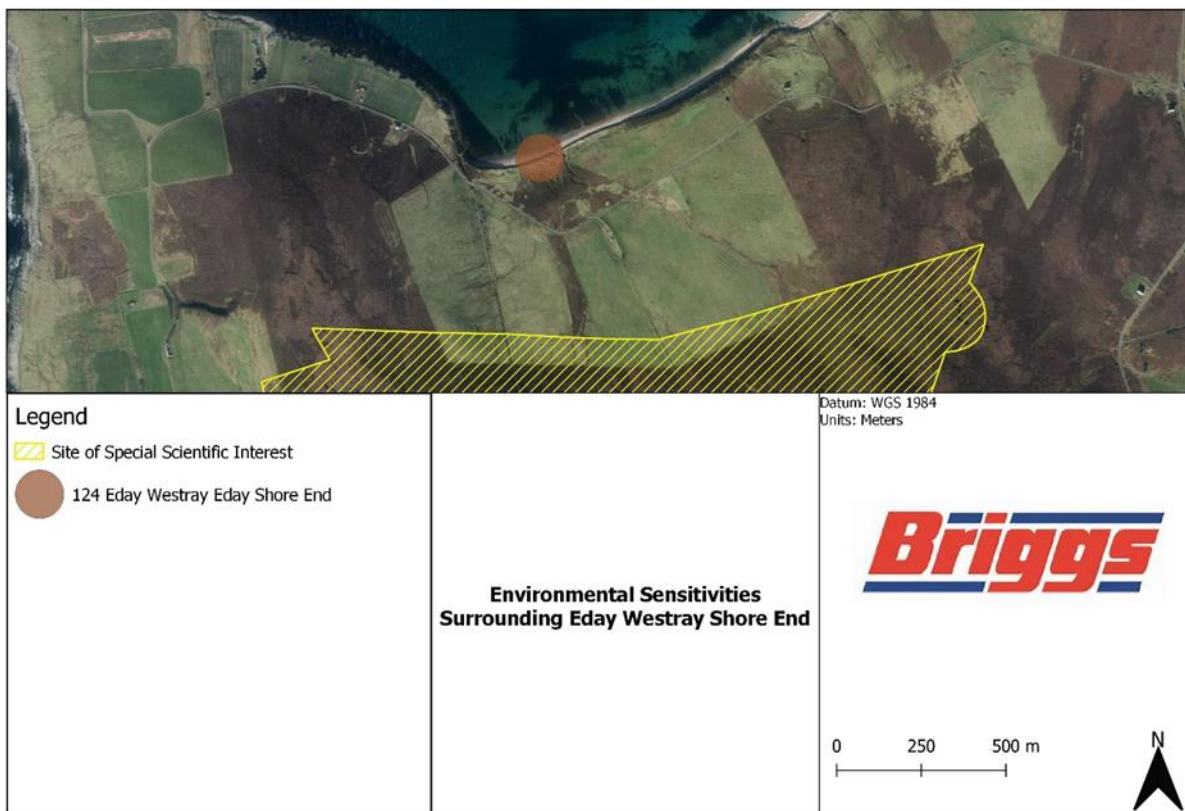 Legend
Site of Special Scientific Interest
124 Eday Westray Eday Shore End
Environmental Sensitivities
Surrounding Eday Westray Shore End
Datum: WGS 1984
Units: Meters
Briggs
0 250 500 m
N